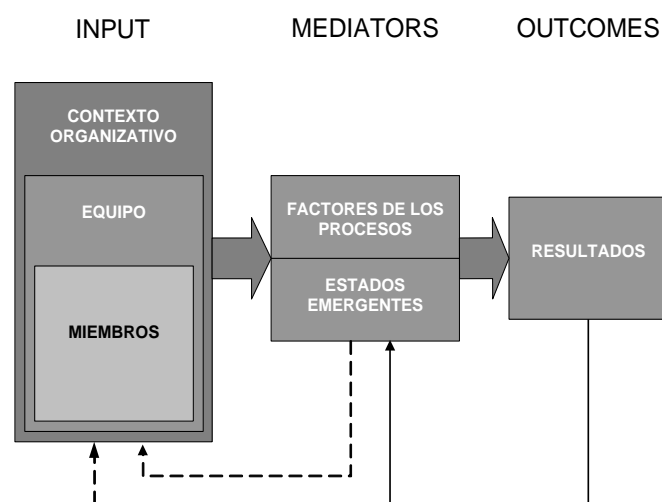 INPUT
MEDIATORS
OUTCOMES
CONTEXTO
ORGANIZATIVO
EQUIPO
MIEMBROS
FACTORES DE LOS
PROCESOS
ESTADOS
EMERGENTES
RESULTADOS